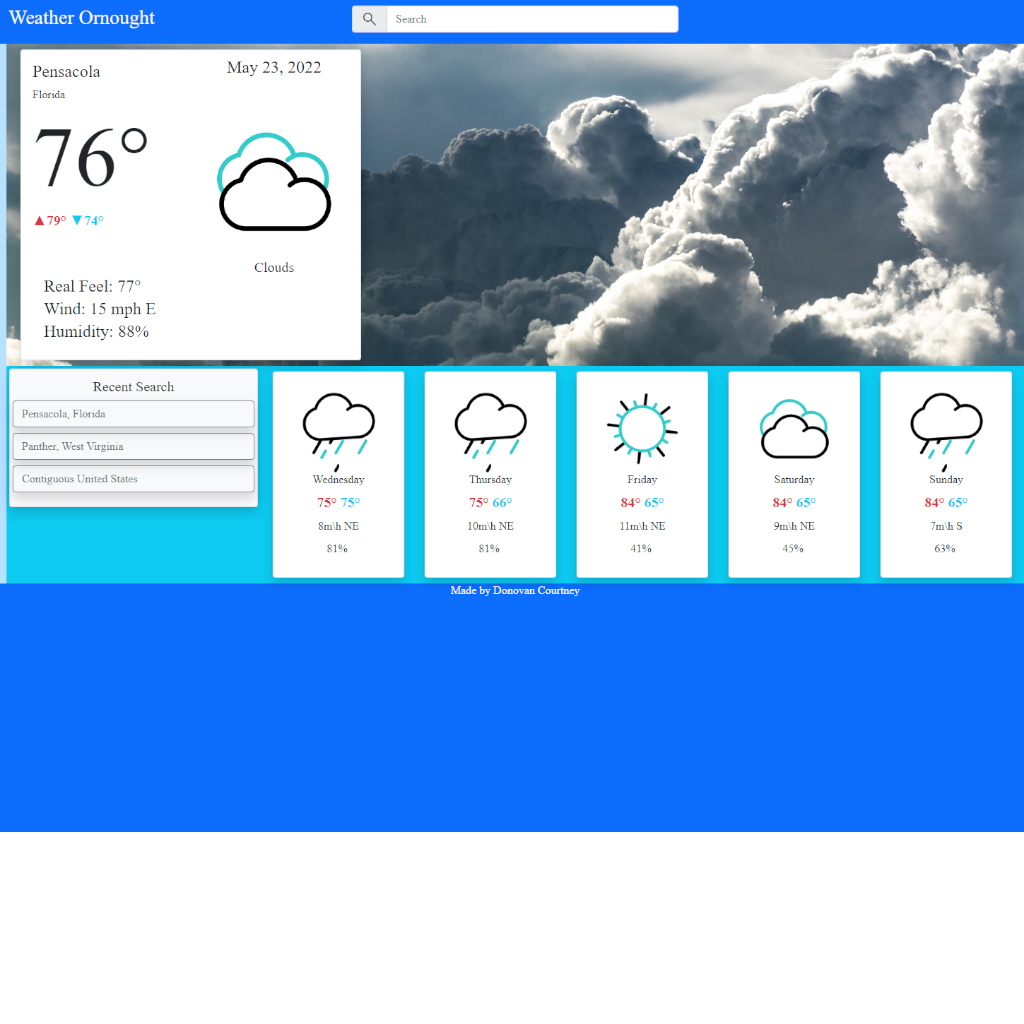 Weather Ornought
Search
Pensacola
May 23, 2022
Florida
76°
▲79° ▼74°
Clouds
Real Feel: 77°
Wind: 15 mph E
Humidity: 88%
Recent Search
Pensacola, Florida
Panther, West Virginia
Contiguous United States
Wednesday
75° 75°
8m\h NE
81%
Thursday
75° 66°
10m\h NE
81%
Friday
84° 65°
11m\h NE
41%
Saturday
84° 65°
9m\h NE
45%
Sunday
84° 65°
7m\h S
63%
Made by Donovan Courtney